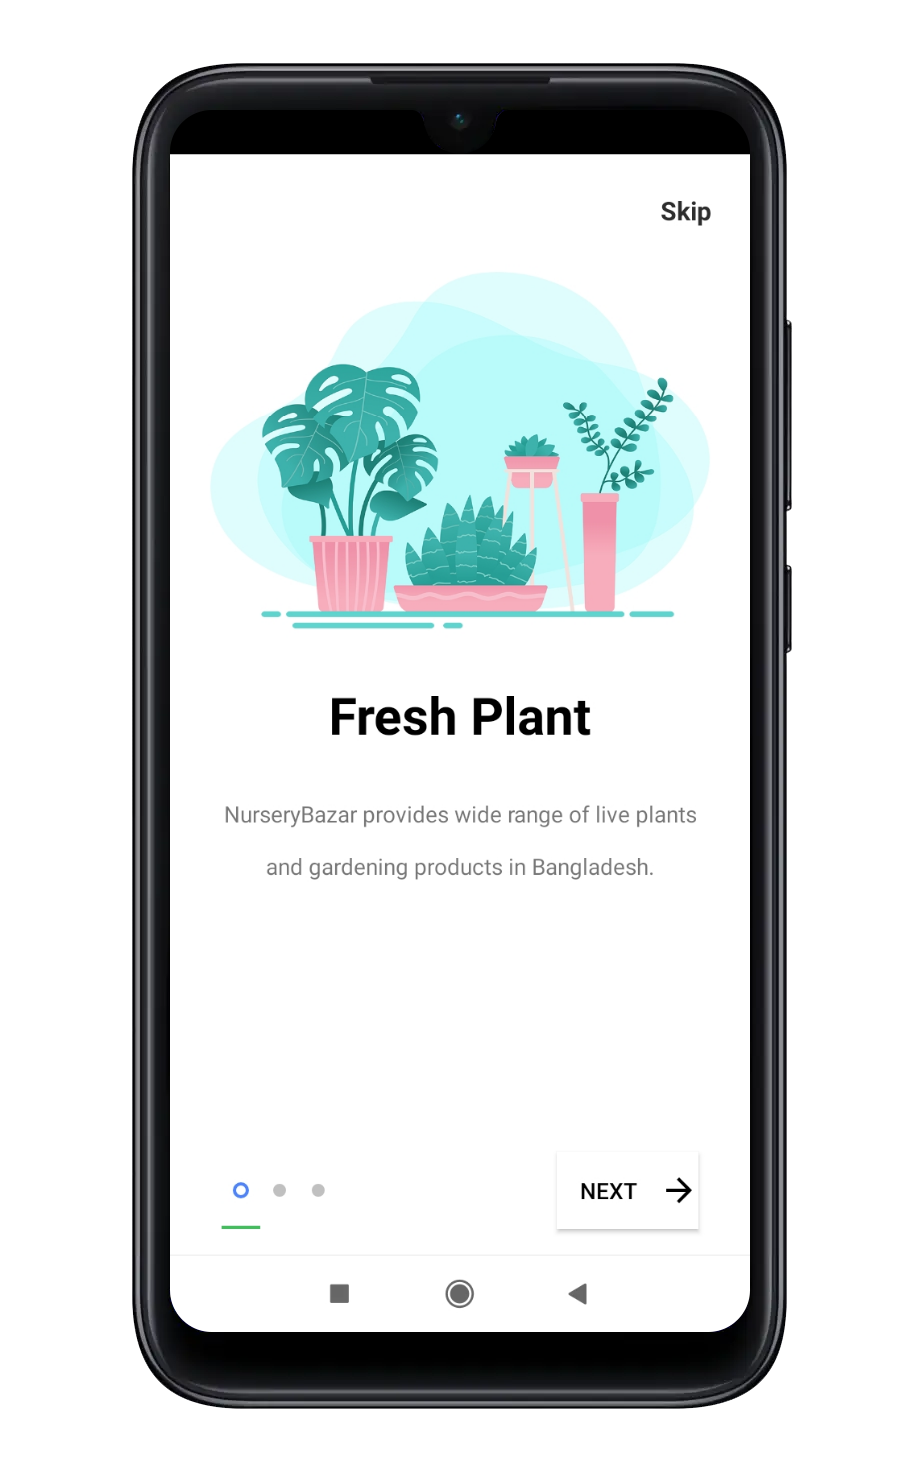 Skip
Fresh Plant
NurseryBazar provides wide range of live plants
and gardening products in Bangladesh.
NEXT